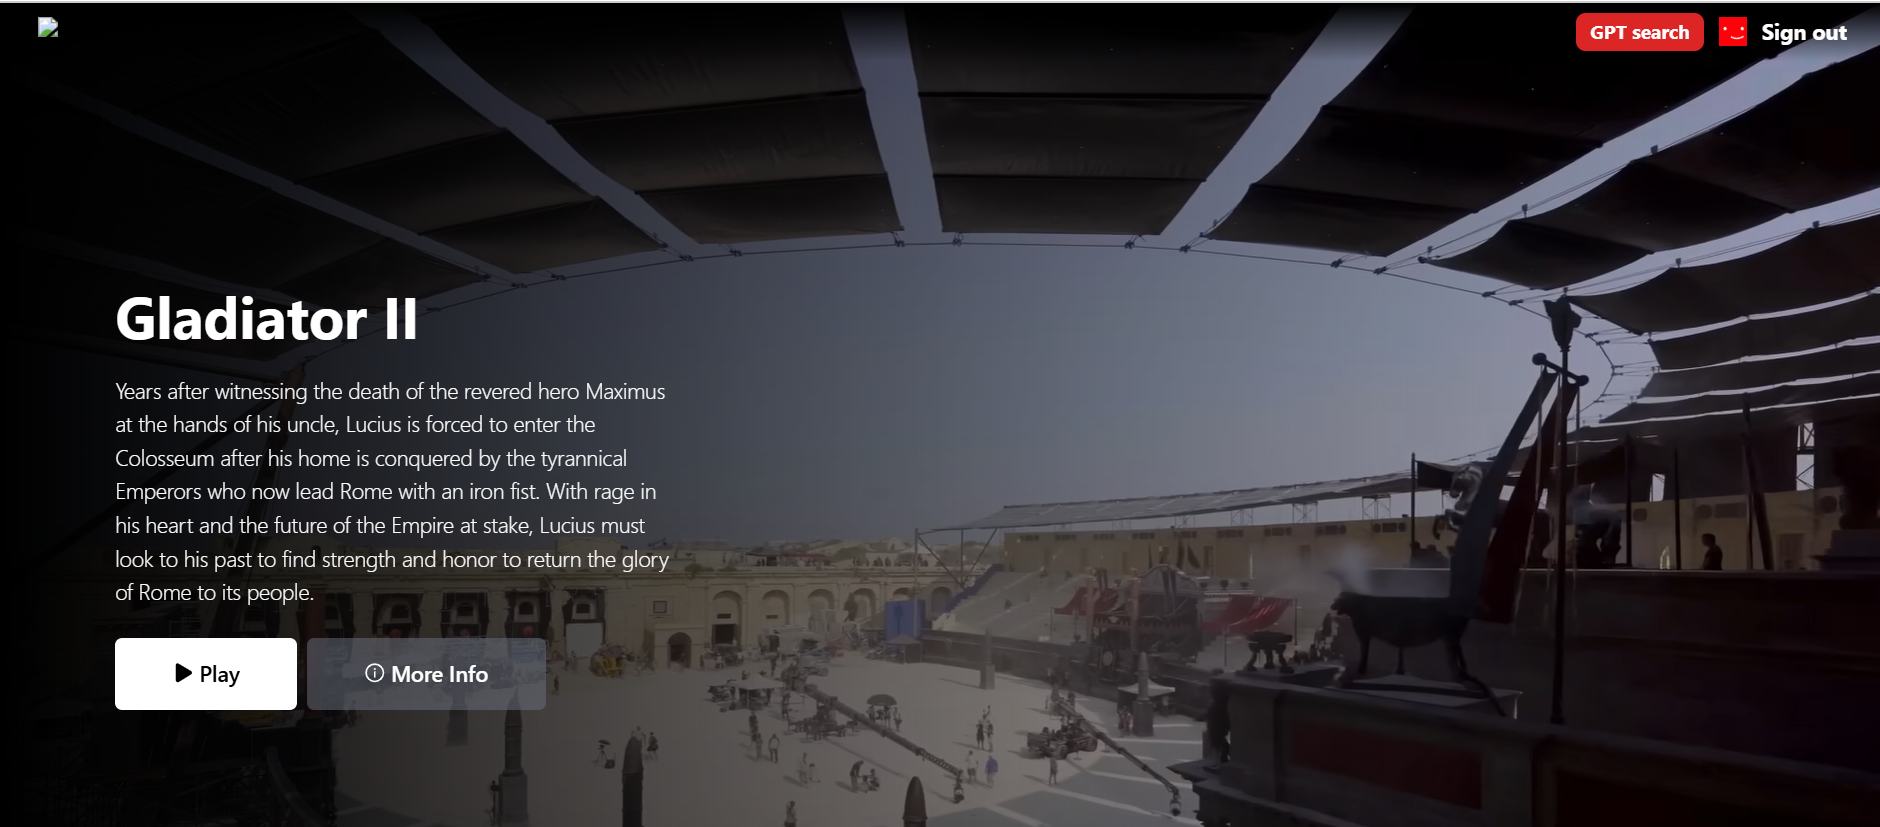 GPT search
Sign out
Gladiator II
Years after witnessing the death of the revered hero Maximus
at the hands of his uncle, Lucius is forced to enter the
Colosseum after his home is conquered by the tyrannical
Emperors who now lead Rome with an iron fist. With rage in
his heart and the future of the Empire at stake, Lucius must
look to his past to find strength and honor to return the glory
of Rome to its people.
Play
More Info